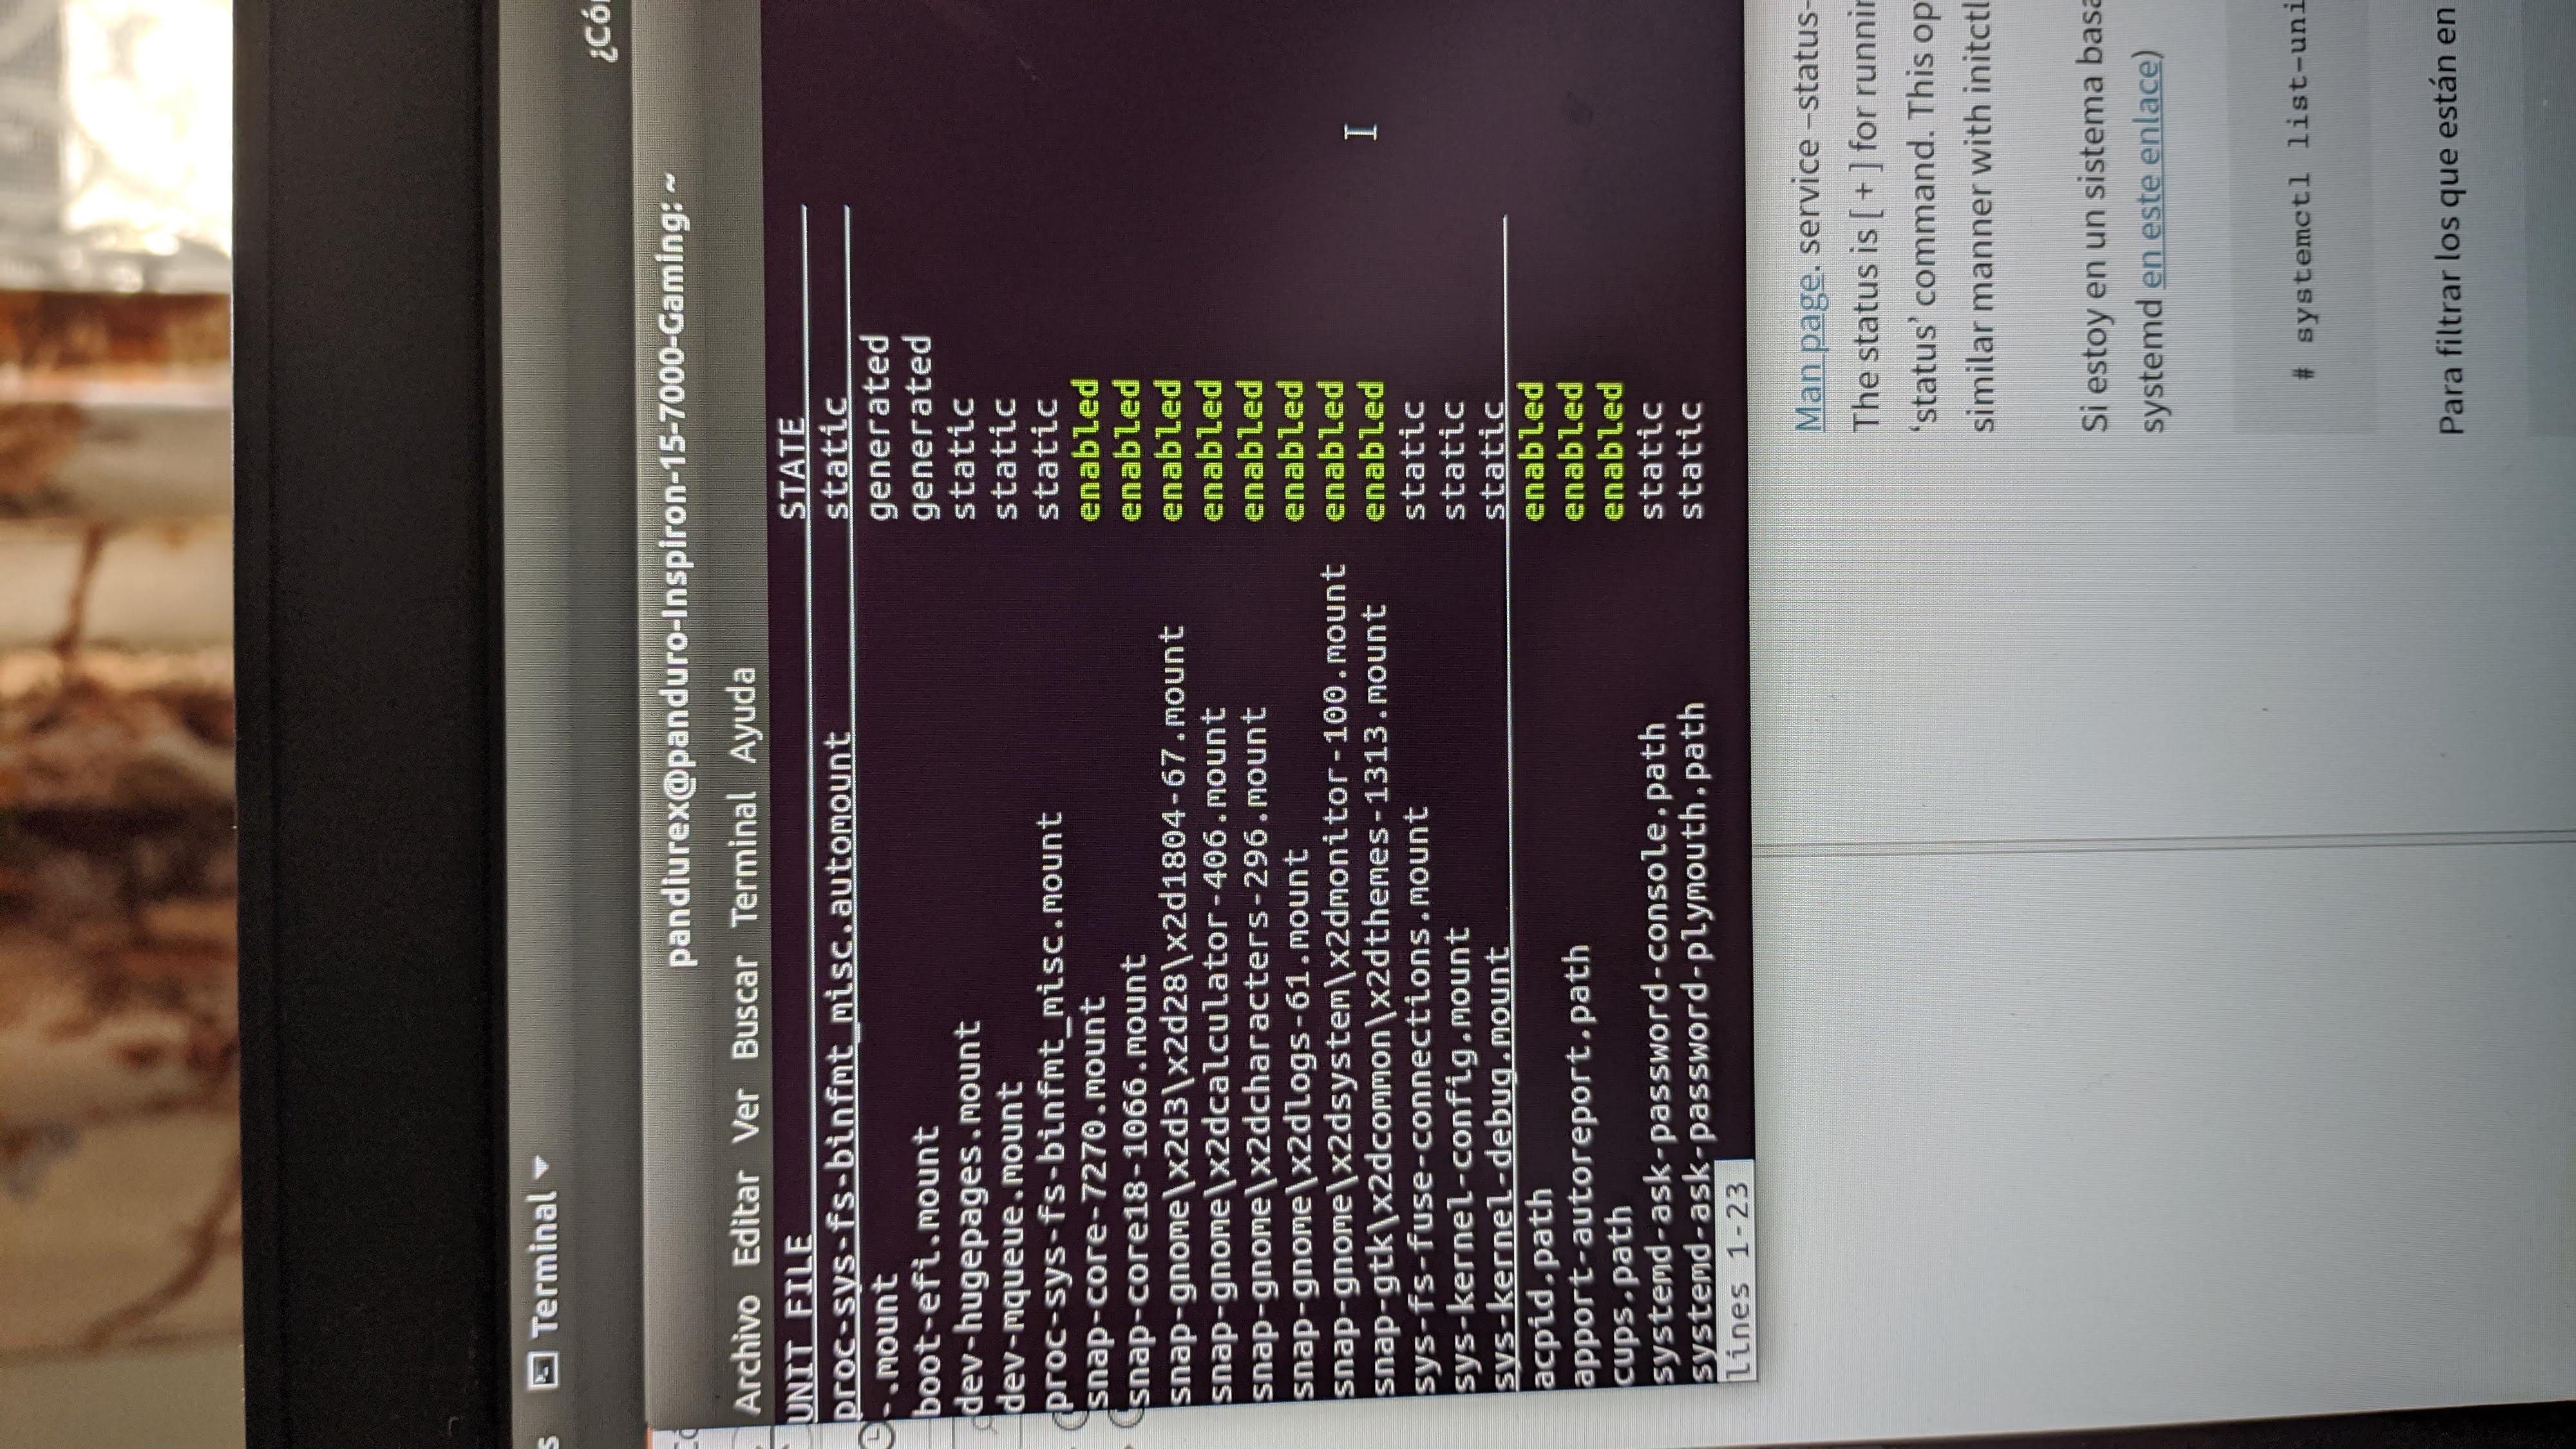 Terminal
pandiurex@panduro-Inspiron-15-7000-Gaming: ~
Archivo Editar Ver Buscar Terminal Ayuda
UNIT FILE STATE
proc-sys-fs-binfmt_misc.automount static
-.mount generated
boot-efi.mount generated
dev-hugepages.mount static
dev-mqueue.mount static
proc-sys-fs-binfmt_misc.mount static
snap-core-7270.mount enabled
snap-core18-1066.mount enabled
snap-gnome\x2d3\x2d28\x2d1804-67.mount enabled
snap-gnome\x2dcalculator-406.mount enabled
snap-gnome\x2dcharacters-296.mount enabled
snap-gnome\x2dlogs-61.mount enabled
snap-gnome\x2dsystem\x2dmonitor-100.mount enabled
snap-gtk\x2dcommon\x2dthemes-1313.mount enabled
sys-fs-fuse-connections.mount static
sys-kernel-config.mount static
sys-kernel-debug.mount static
acpid.path enabled
apport-autoreport.path enabled
cups.path enabled
systemd-ask-password-console.path static
systemd-ask-password-plymouth.path static
lines 1-23
Man page. service –status-
The status is [ + ] for
‘status’ command. This
similar manner with initctl
Si estoy en un sistema
systemd en este enlace)
# systemctl
Para filtrar los que están en